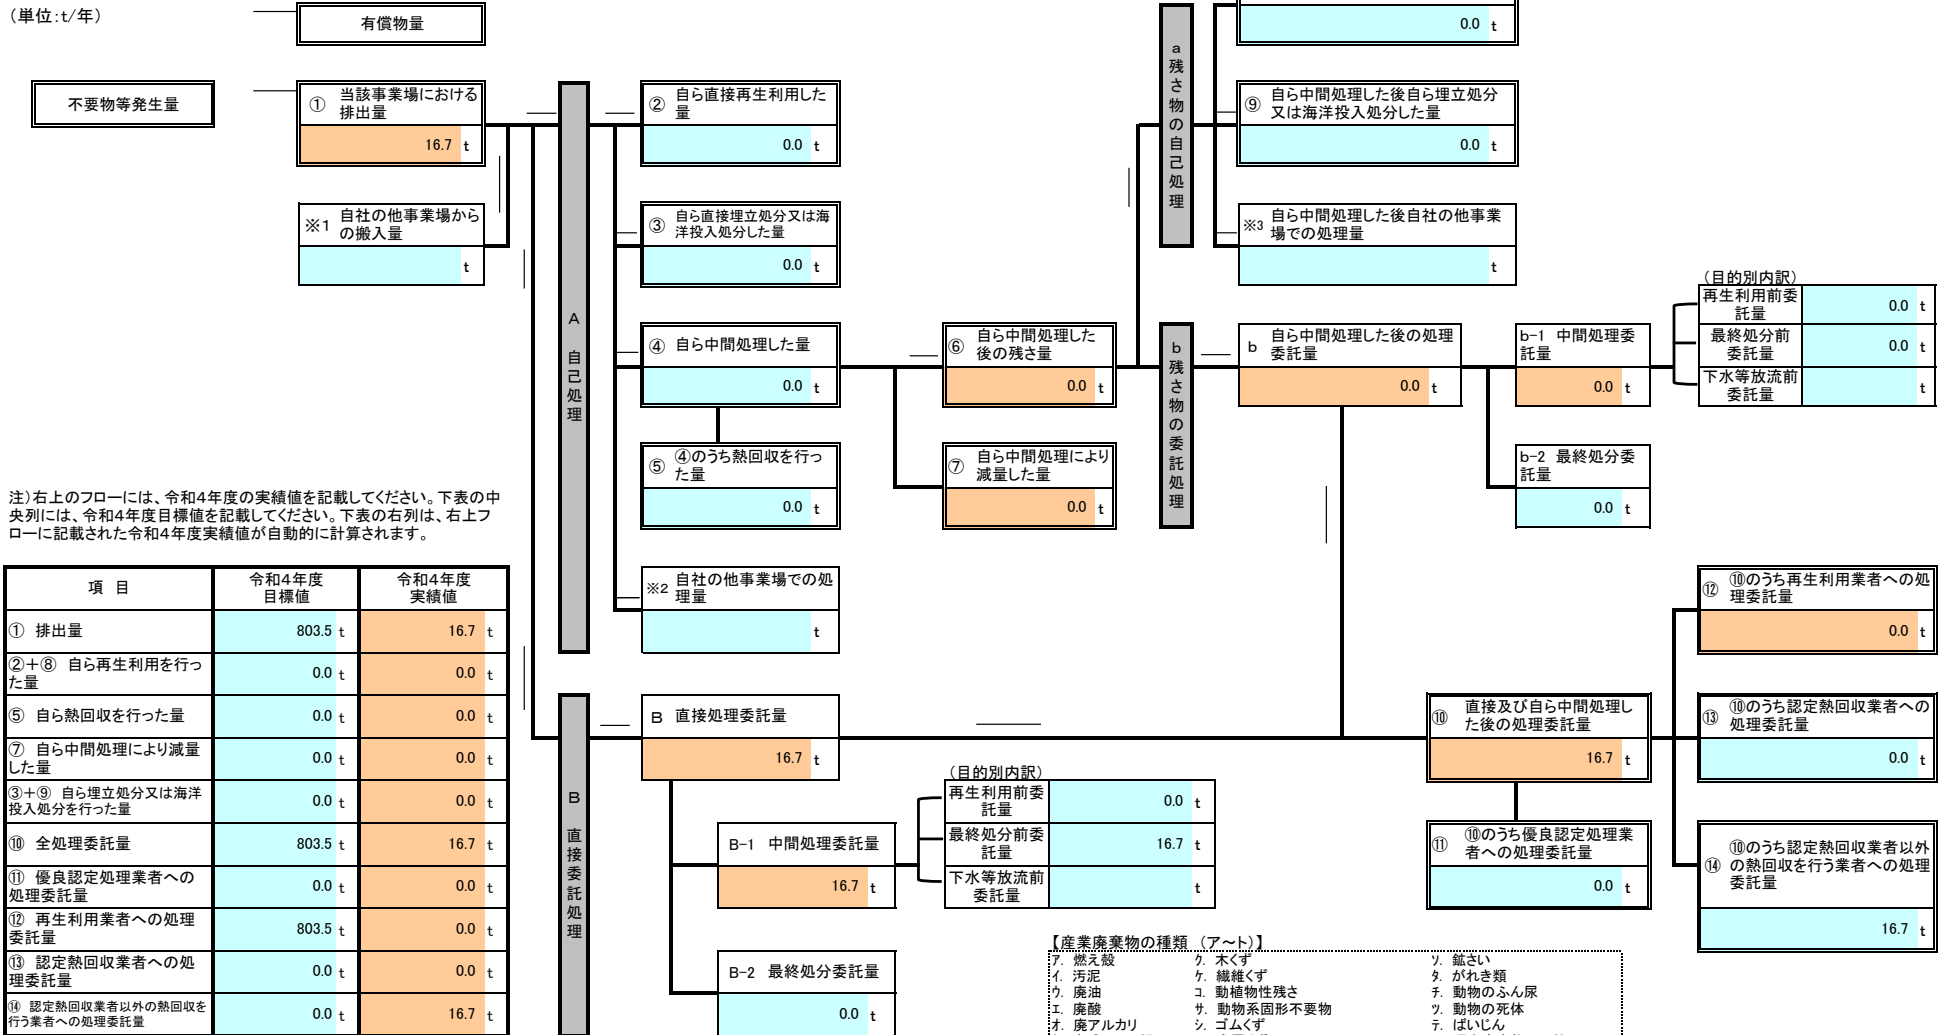 (単位:t/年)
有償物量
0.0 t
不要物等発生量
① 当該事業場における
排出量
16.7 t
※1 自社の他事業場から
の搬入量
t
A 自己処理
② 自ら直接再生利用した
量
0.0 t
③ 自ら直接埋立処分又は海
洋投入処分した量
0.0 t
④ 自ら中間処理した量
0.0 t
⑤ ④のうち熱回収を行っ
た量
0.0 t
※2 自社の他事業場での処
理量
t
⑥ 自ら中間処理した
後の残さ量
0.0 t
⑦ 自ら中間処理により
減量した量
0.0 t
a 残さ物の自己処理
⑨ 自ら中間処理した後自ら埋立処分
又は海洋投入処分した量
0.0 t
※3 自ら中間処理した後自社の他事業
場での処理量
t
b 残さ物の委託処理
b 自ら中間処理した後の処理
委託量
0.0 t
b-1 中間処理委
託量
0.0 t
b-2 最終処分委
託量
0.0 t
(目的別内訳)
再生利用前委
託量
0.0 t
最終処分前
委託量
0.0 t
下水等放流前
委託量
t
注)右上のフローには、令和4年度の実績値を記載してください。下表の中
央列には、令和4年度目標値を記載してください。下表の右列は、右上フ
ローに記載された令和4年度実績値が自動的に計算されます。
項 目
令和4年度
目標値
令和4年度
実績値
① 排出量 803.5 t 16.7 t
②+⑧ 自ら再生利用を行っ
た量
0.0 t 0.0 t
⑤ 自ら熱回収を行った量 0.0 t 0.0 t
⑦ 自ら中間処理により減量
した量
0.0 t 0.0 t
③+⑨ 自ら埋立処分又は海洋
投入処分を行った量
0.0 t 0.0 t
⑩ 全処理委託量 803.5 t 16.7 t
⑪ 優良認定処理業者への
処理委託量
0.0 t 0.0 t
⑫ 再生利用業者への処理
委託量
803.5 t 0.0 t
⑬ 認定熱回収業者への処
理委託量
0.0 t 0.0 t
⑭ 認定熱回収業者以外の熱回収を
行う業者への処理委託量
0.0 t 16.7 t
B 直接委託処理
B 直接処理委託量
16.7 t
B-1 中間処理委託量
16.7 t
B-2 最終処分委託量
0.0 t
(目的別内訳)
再生利用前委
託量
0.0 t
最終処分前委
託量
16.7 t
下水等放流前
委託量
t
⑩ 直接及び自ら中間処理し
た後の処理委託量
16.7 t
⑪ ⑩のうち優良認定処理業
者への処理委託量
0.0 t
⑫ ⑩のうち再生利用業者への処
理委託量
0.0 t
⑬ ⑩のうち認定熱回収業者への
処理委託量
0.0 t
⑭ ⑩のうち認定熱回収業者以外
の熱回収を行う業者への処理
委託量
16.7 t
【産業廃棄物の種類 (ア~ト)】
ア. 燃え殻 ク. 木くず ソ. 鉱さい
イ. 汚泥 ケ. 繊維くず タ. がれき類
ウ. 廃油 コ. 動植物性残さ チ. 動物のふん尿
エ. 廃酸 サ. 動物系固形不要物 ツ. 動物の死体
オ. 廃アルカリ シ. ゴムくず テ. ばいじん